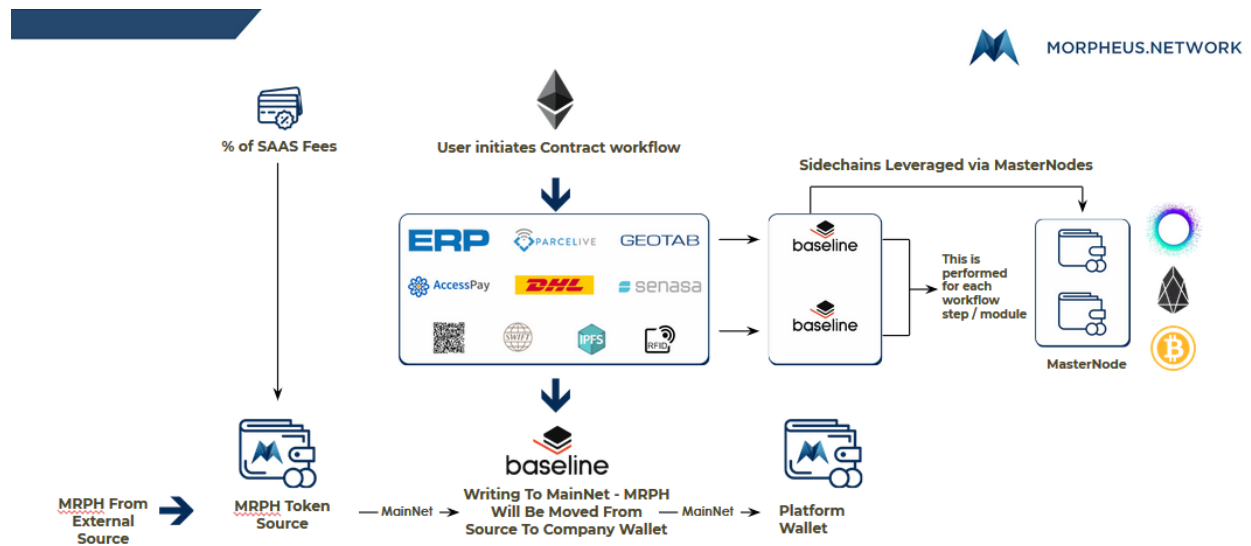 MORPHEUS.NETWORK
% of SAAS Fees
User initiates Contract workflow
Sidechains Leveraged via MasterNodes
ERP
PARCELIVE
GEOTAB
AccessPay
DHL
senasa
SWIFT
IPFS
RFID
baseline
baseline
This is
performed
for each
workflow
step / module
MasterNode
MRPH From
External
Source
MRPH Token
Source
MainNet
baseline
Writing To MainNet - MRPH
Will Be Moved From
Source To Company Wallet
MainNet
Platform
Wallet